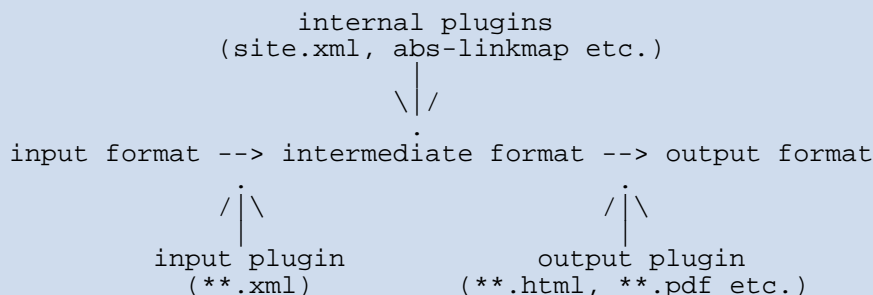 internal plugins
(site.xml, abs-linkmap etc.)
|
\|/
.
input format --> intermediate format --> output format
. .
/|\ /|\
| |
input plugin output plugin
(**.xml) (**.html, **.pdf etc.)